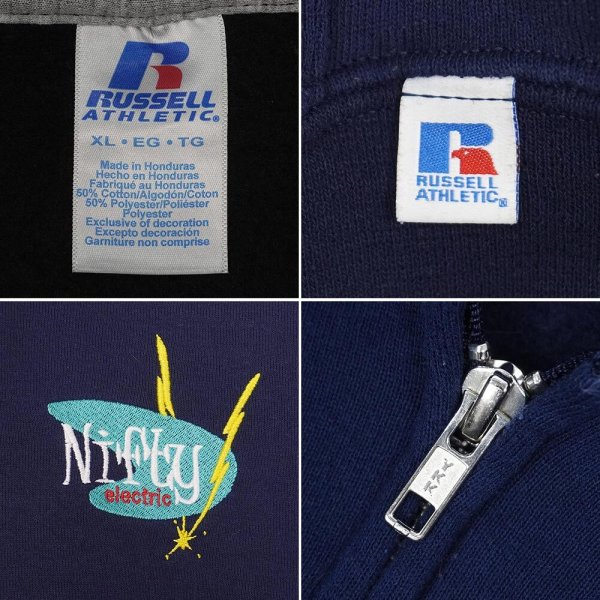 RUSSELL
ATHLETIC®
XL • EG • TG
Made in Honduras
Hecho en Honduras
Fabriqué au Honduras
50% Cotton/Algodón/Coton
50% Polyester/Poliéster
Polyester
Exclusive of decoration
Excepto decoración
Garniture non comprise
RUSSELL
ATHLETIC®
Nifty
electric
YKK